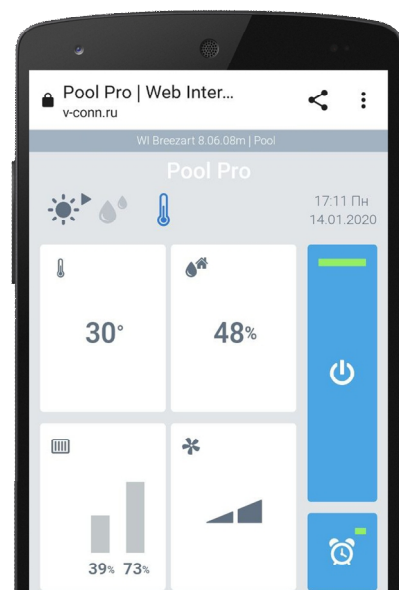 Pool Pro | Web Inter...
v-conn.ru
WI Breezart 8.06.08m | Pool
Pool Pro
17:11 Пн
14.01.2020
30°
48%
39% 73%